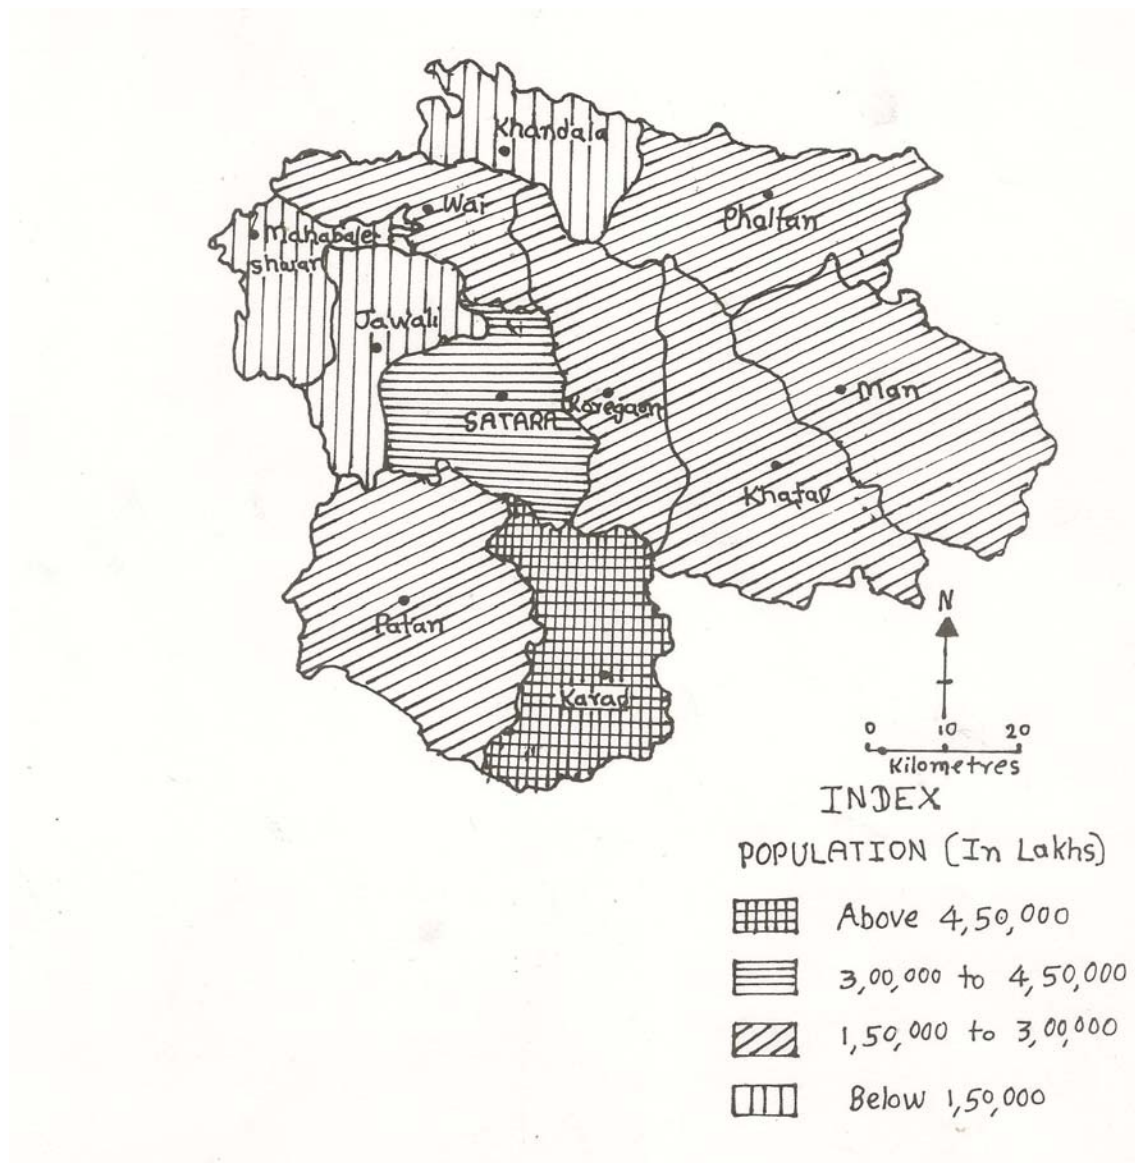 Khandala
Wai
Phaltan
Mahabale
shwar
Jawali
Man
SATARA
Koregaon
Khatav
Patan
Karad
N
0 10 20
Kilometres
INDEX
POPULATION (In Lakhs)
Above 4,50,000
3,00,000 to 4,50,000
1,50,000 to 3,00,000
Below 1,50,000